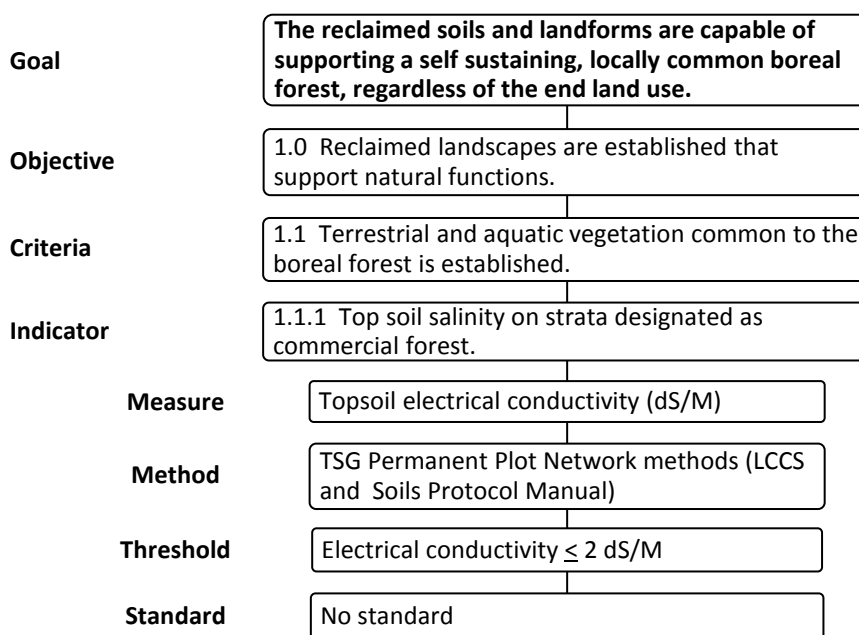 Goal
The reclaimed soils and landforms are capable of
supporting a self sustaining, locally common boreal
forest, regardless of the end land use.
Objective
1.0 Reclaimed landscapes are established that
support natural functions.
Criteria
1.1 Terrestrial and aquatic vegetation common to the
boreal forest is established.
Indicator
1.1.1 Top soil salinity on strata designated as
commercial forest.
Measure
Topsoil electrical conductivity (dS/M)
Method
TSG Permanent Plot Network methods (LCCS
and Soils Protocol Manual)
Threshold
Electrical conductivity ≤ 2 dS/M
Standard
No standard